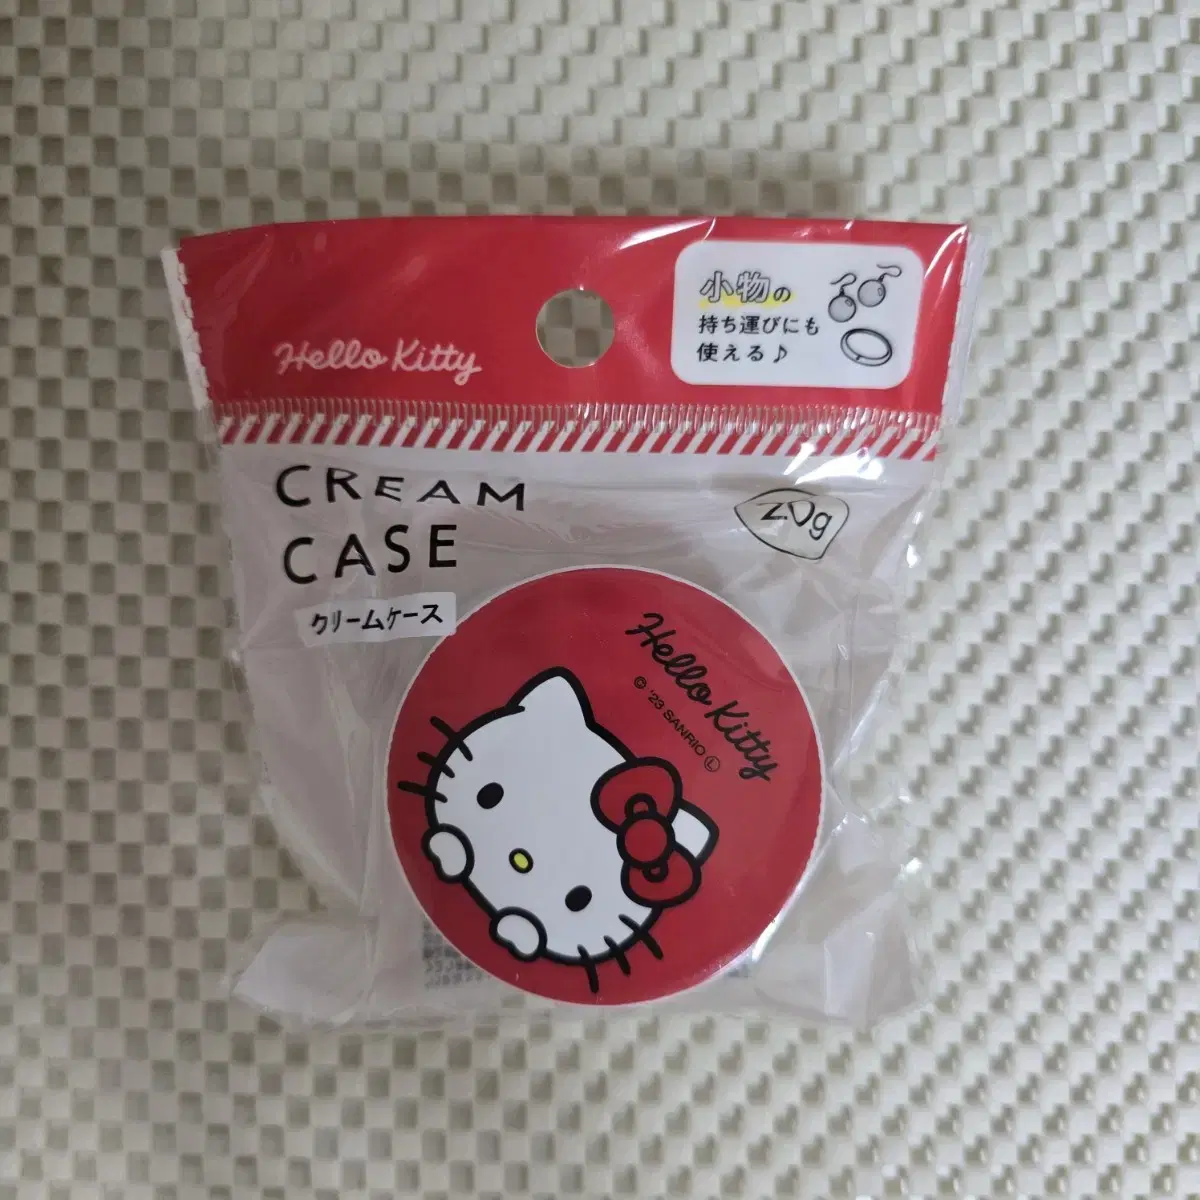 Hello Kitty
小物の
持ち運びにも
使える♪
CREAM
CASE
クリームケース
20g
Hello Kitty
© '23 SANRIO Ⓛ